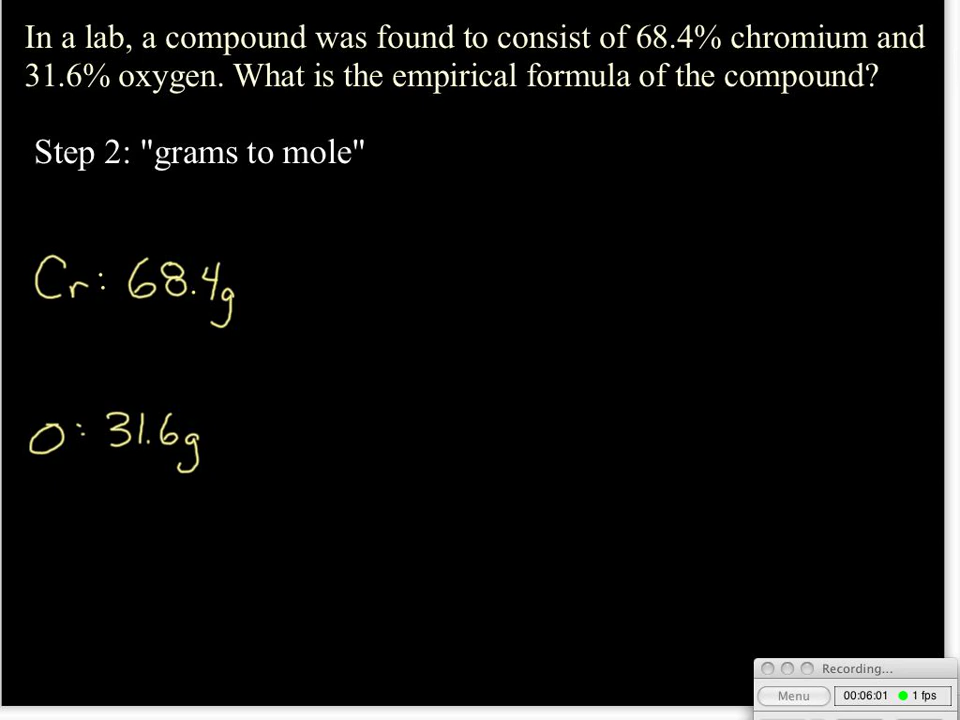 In a lab, a compound was found to consist of 68.4% chromium and
31.6% oxygen. What is the empirical formula of the compound?
Step 2: "grams to mole"
Cr: 68.4g
O: 31.6g
Recording...
Menu
00:06:01
1 fps